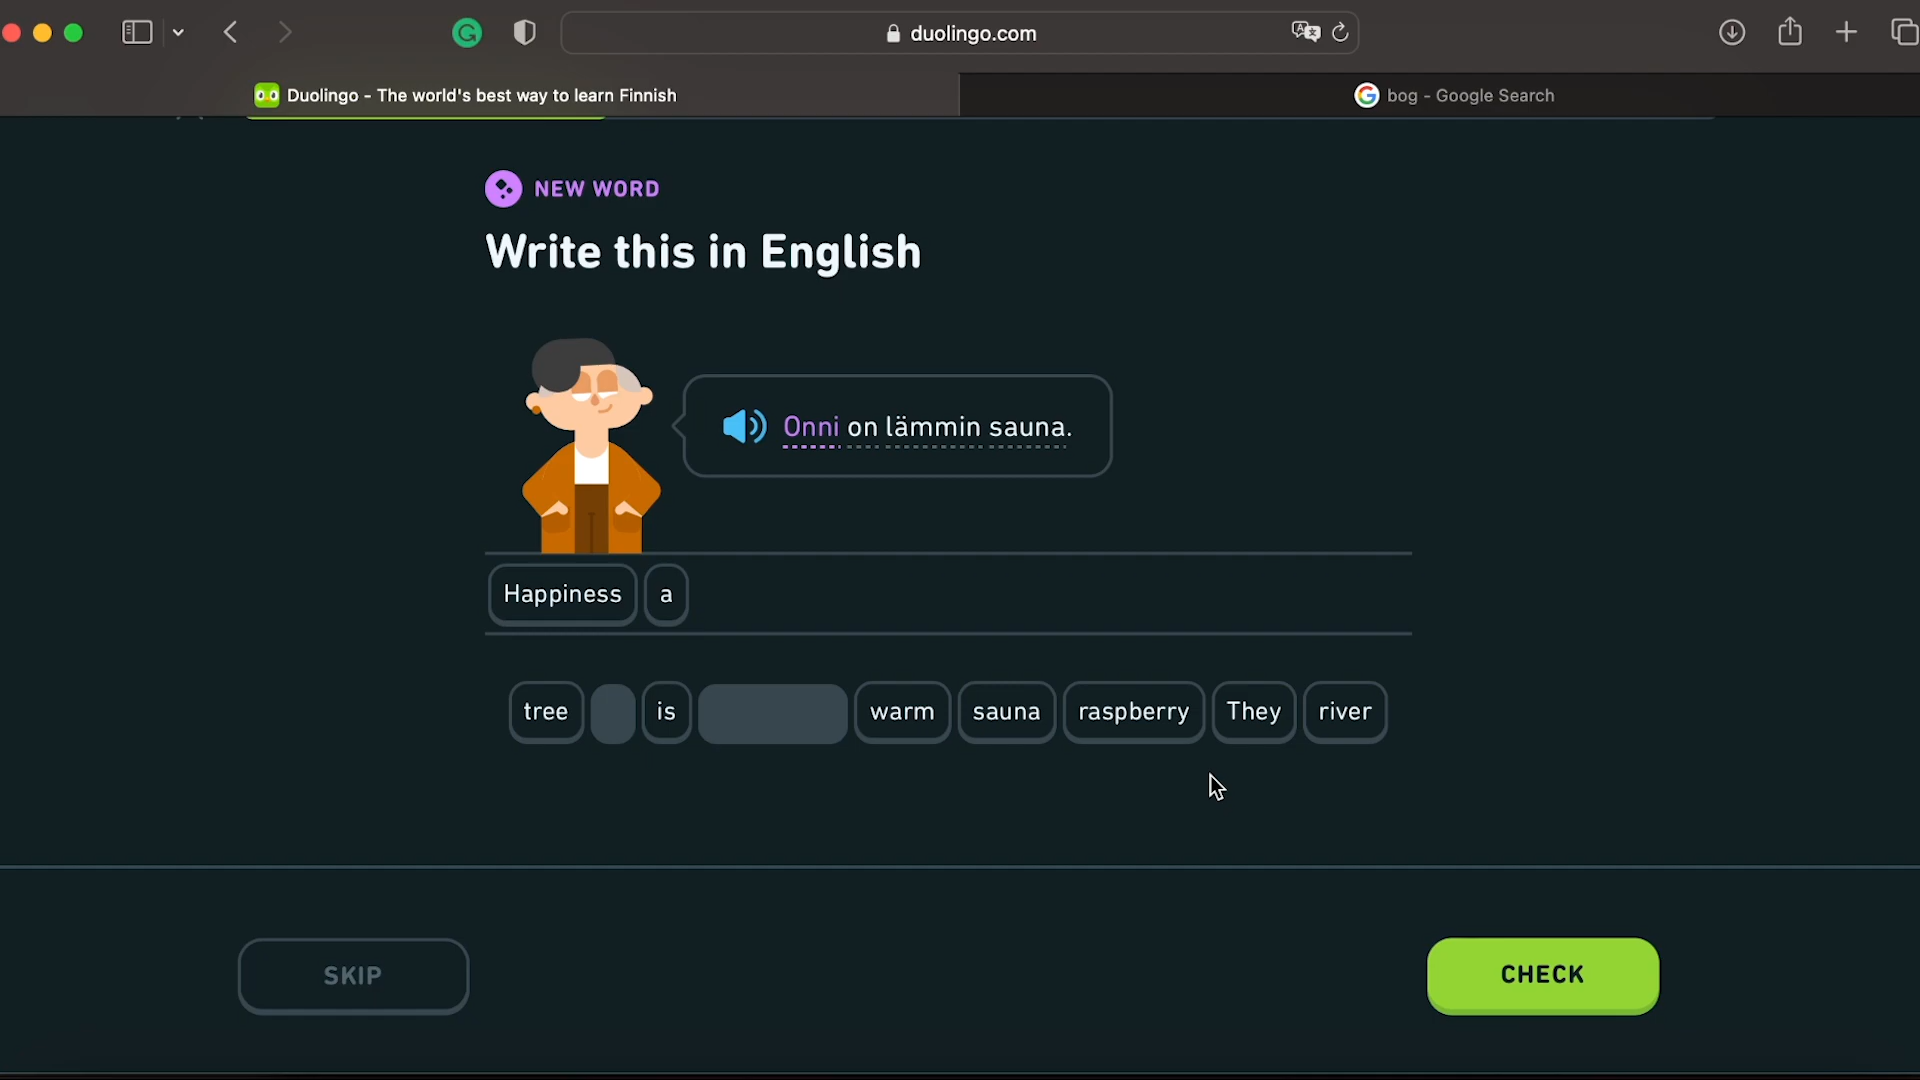 duolingo.com
Duolingo - The world's best way to learn Finnish
bog - Google Search
NEW WORD
Write this in English
Onni on lämmin sauna.
Happiness a
tree is warm sauna raspberry They river
SKIP
CHECK